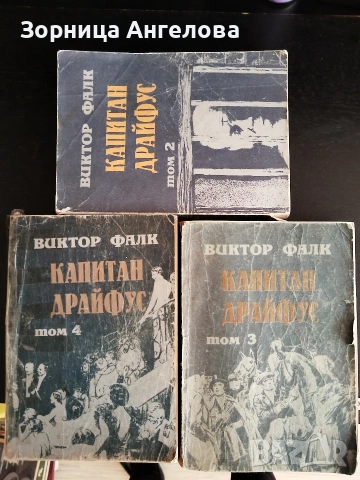 Зорница Ангелова
ВИКТОР ФАЛК
КАПИТАН
ДРАЙФУС
том 2
ВИКТОР ФАЛК
КАПИТАН
ДРАЙФУС
том 4
ВИКТОР ФАЛК
КАПИТАН
ДРАЙФУС
том 3
BAZAR